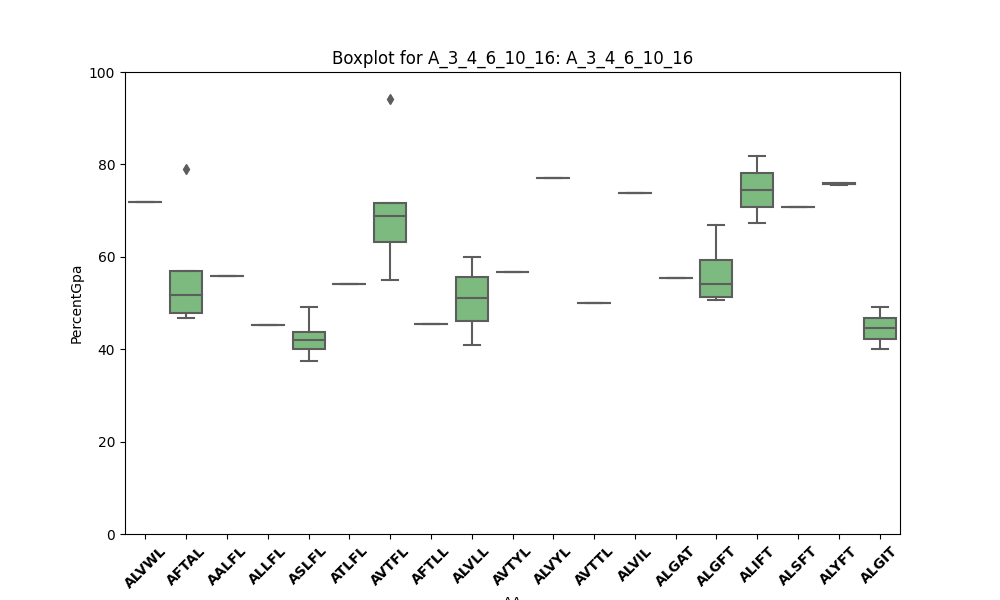 Boxplot for A_3_4_6_10_16: A_3_4_6_10_16
100
80
60
40
20
0
PercentGpa
ALVWL
AFTAL
AALFL
ALLFL
ASLFL
ATLFL
AVTFL
AFTLL
ALVLL
AVTYL
ALVYL
AVTTL
ALVIL
ALGAT
ALGFT
ALIFT
ALSFT
ALYFT
ALGIT